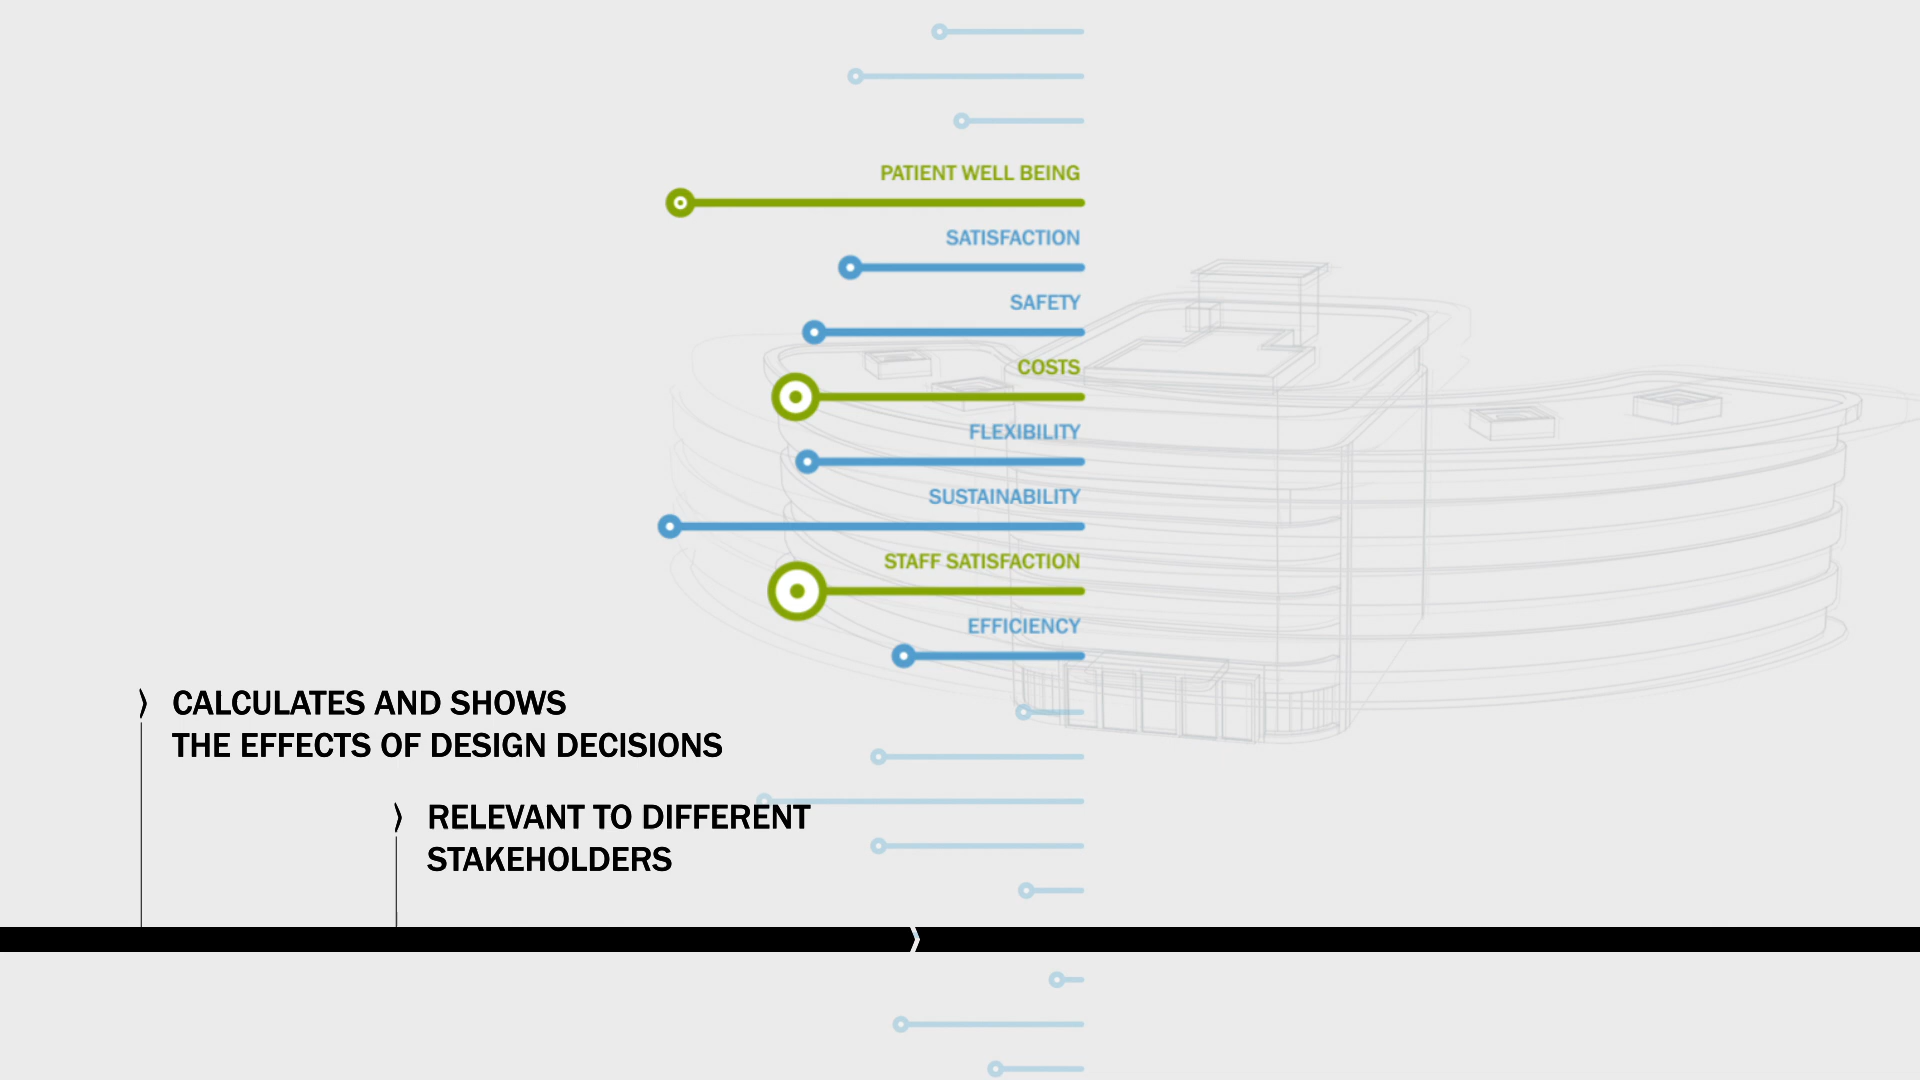 PATIENT WELL BEING
SATISFACTION
SAFETY
COSTS
FLEXIBILITY
SUSTAINABILITY
STAFF SATISFACTION
EFFICIENCY
CALCULATES AND SHOWS
THE EFFECTS OF DESIGN DECISIONS
RELEVANT TO DIFFERENT
STAKEHOLDERS